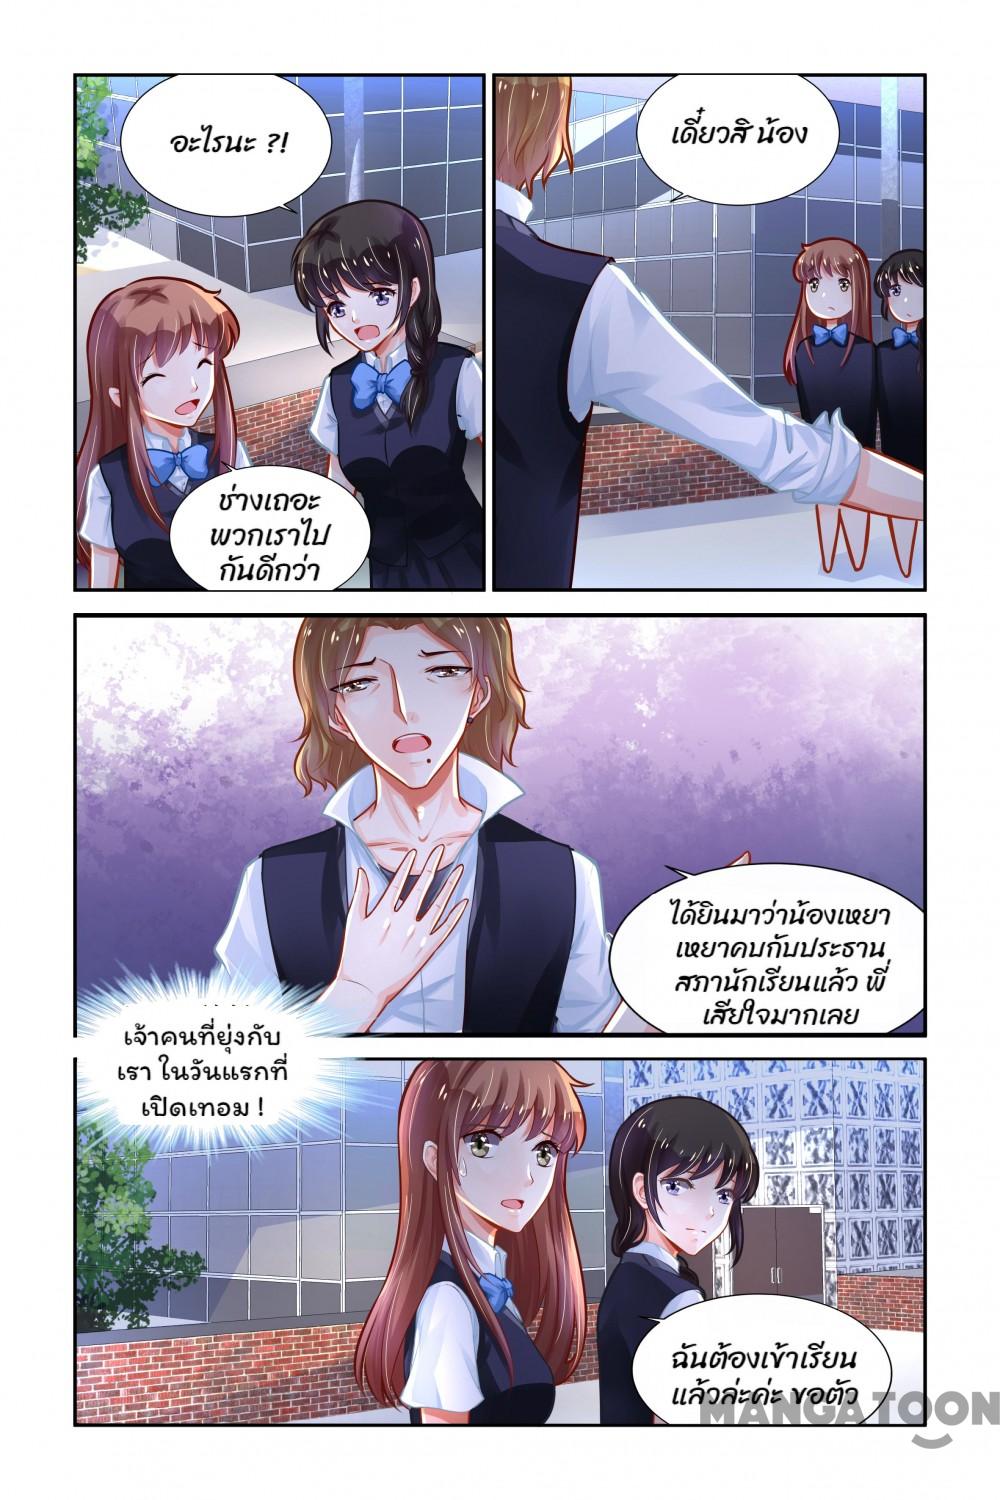 อะไรนะ ?!
ช่างเถอะ
พวกเราไป
กันดีกว่า
เดี๋ยวสิ น้อง
ได้ยินมาว่าน้องเหยา
เหยาคบกับประธาน
สภานักเรียนแล้ว พี่
เสียใจมากเลย
เจ้าคนที่ยุ่งกับ
เรา ในวันแรกที่
เปิดเทอม !
ฉันต้องเข้าเรียน
แล้วล่ะค่ะ ขอตัว
MANGATOON
MANGATOON